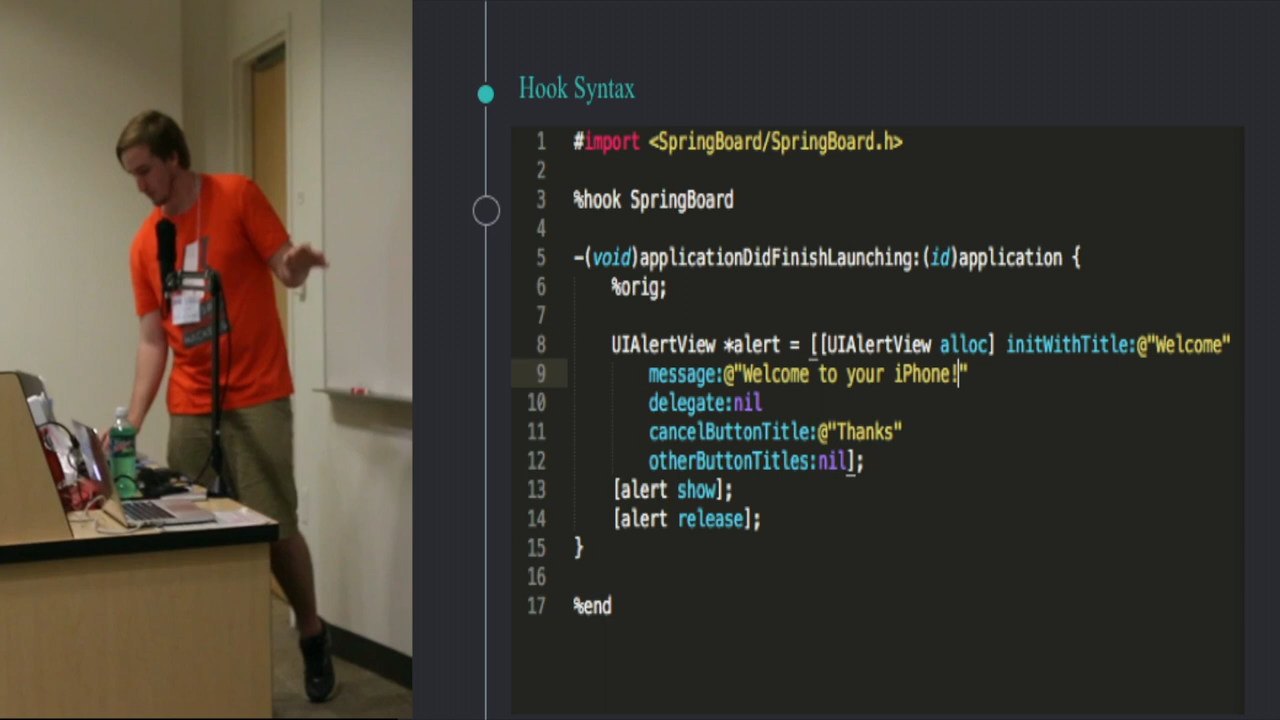 Hook Syntax
1 #import <SpringBoard/SpringBoard.h>
2
3 %hook SpringBoard
4
5 -(void)applicationDidFinishLaunching:(id)application {
6 %orig;
7
8 UIAlertView *alert = [[UIAlertView alloc] initWithTitle:@"Welcome"
9 message:@"Welcome to your iPhone!"
10 delegate:nil
11 cancelButtonTitle:@"Thanks"
12 otherButtonTitles:nil];
13 [alert show];
14 [alert release];
15 }
16
17 %end